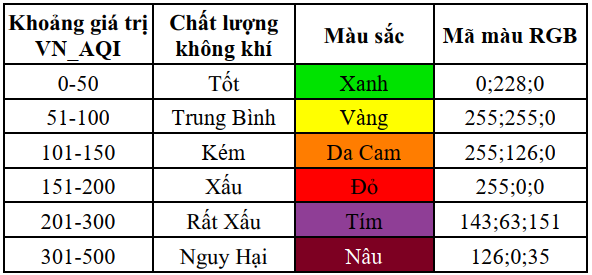 Khoảng giá trị VN_AQI Chất lượng không khí Màu sắc Mã màu RGB
0-50 Tốt Xanh 0;228;0
51-100 Trung Bình Vàng 255;255;0
101-150 Kém Da Cam 255;126;0
151-200 Xấu Đỏ 255;0;0
201-300 Rất Xấu Tím 143;63;151
301-500 Nguy Hại Nâu 126;0;35